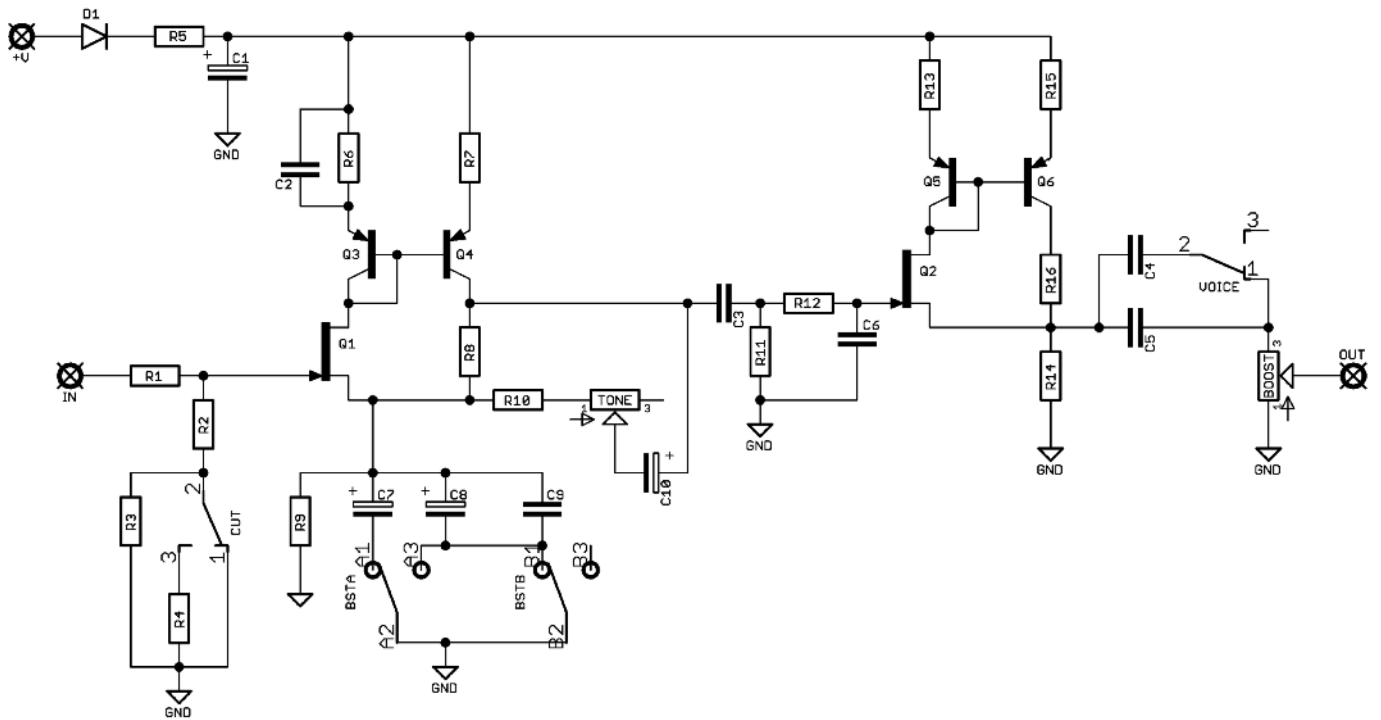 D1
+V
R5
+
C1
GND
R13
R15
R6
R7
C2
Q3
Q4
Q5
Q6
Q2
R16
C4
2
3
1
VOICE
Q1
R8
C3
R12
R11
C6
GND
C5
R14
GND
BOOST
3
1
OUT
GND
IN
R1
R2
R10
TONE
1
3
+
C10
R3
2
CUT
3
1
R4
GND
R9
+
C7
+
C8
C9
A1
A3
B1
B3
BSTA
BSTB
A2
B2
GND